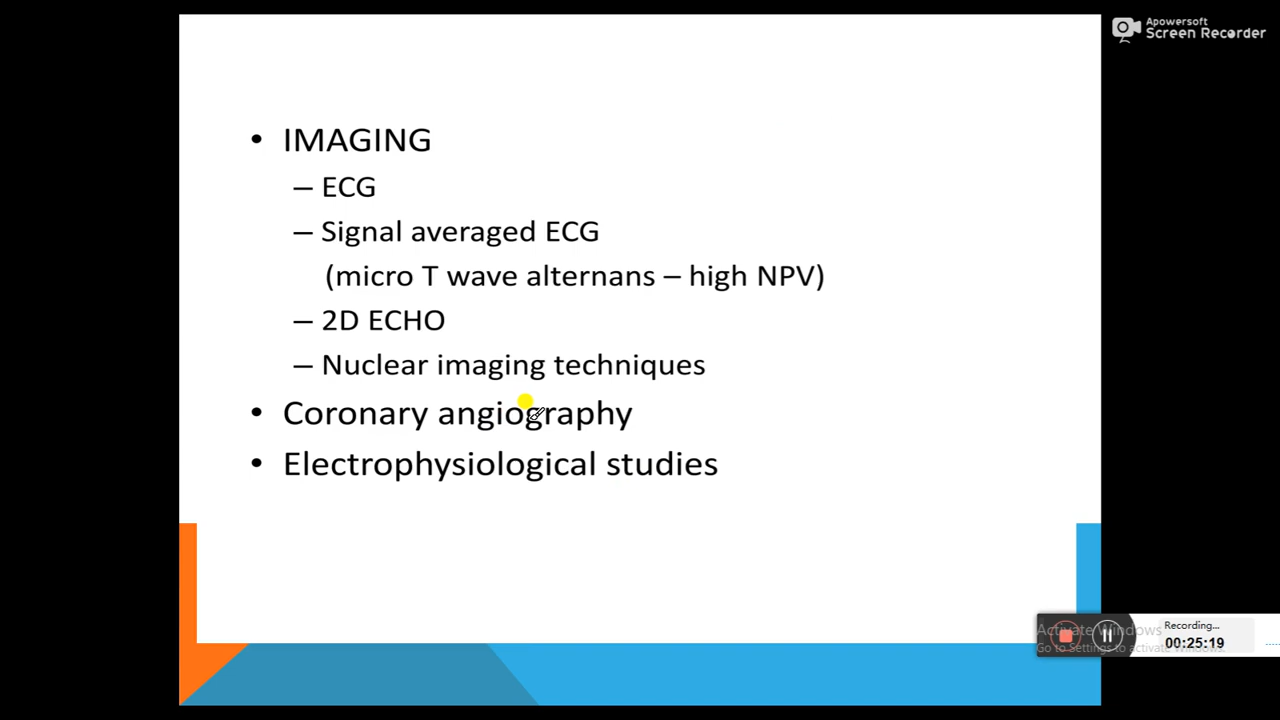 Apowersoft
Screen Recorder
• IMAGING
– ECG
– Signal averaged ECG
(micro T wave alternans – high NPV)
– 2D ECHO
– Nuclear imaging techniques
• Coronary angiography
• Electrophysiological studies
Activate Windows
Go to Settings to activate Windows.
Recording...
00:25:19